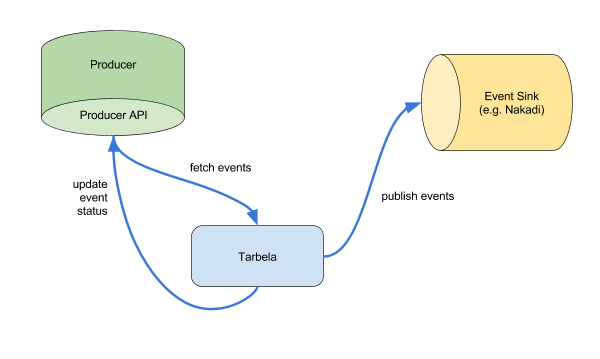 Producer
Producer API
Event Sink
(e.g. Nakadi)
fetch events
update
event
status
publish events
Tarbela